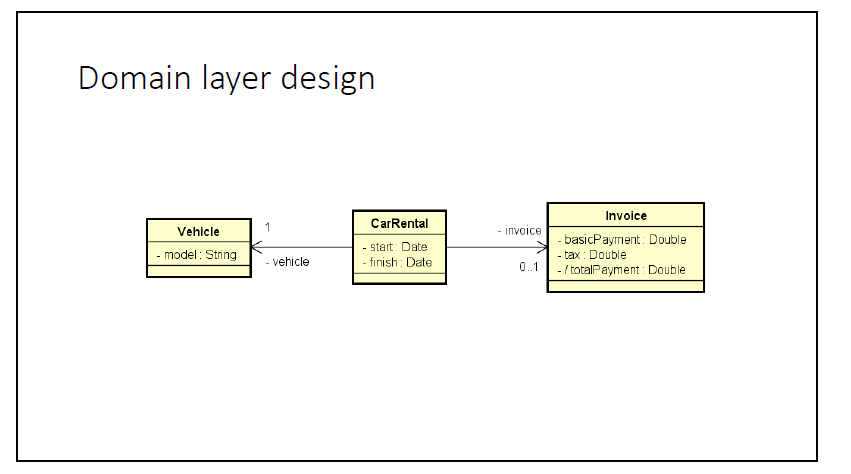 Domain layer design
Vehicle
- model : String
1
- vehicle
CarRental
- start : Date
- finish : Date
- invoice
0..1
Invoice
- basicPayment : Double
- tax : Double
- / totalPayment : Double